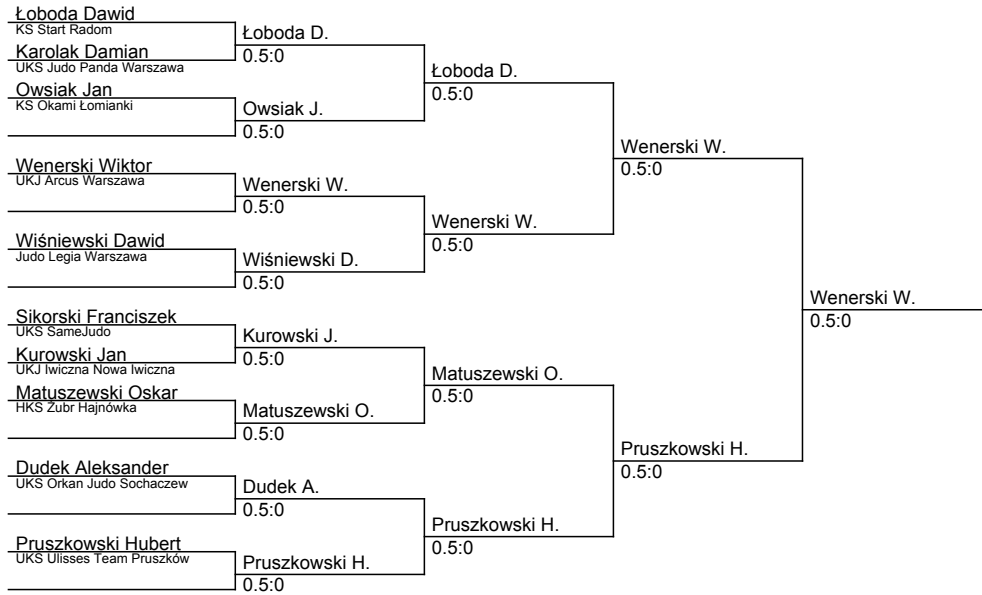 Łoboda Dawid
KS Start Radom
Karolak Damian
UKS Judo Panda Warszawa
Owsiak Jan
KS Okami Łomianki
Wenerski Wiktor
UKJ Arcus Warszawa
Wiśniewski Dawid
Judo Legia Warszawa
Sikorski Franciszek
UKS SameJudo
Kurowski Jan
UKJ Iwiczna Nowa Iwiczna
Matuszewski Oskar
HKS Żubr Hajnówka
Dudek Aleksander
UKS Orkan Judo Sochaczew
Pruszkowski Hubert
UKS Ulisses Team Pruszków
Łoboda D.
0.5:0
Owsiak J.
0.5:0
Wenerski W.
0.5:0
Wiśniewski D.
0.5:0
Kurowski J.
0.5:0
Matuszewski O.
0.5:0
Dudek A.
0.5:0
Pruszkowski H.
0.5:0
Łoboda D.
0.5:0
Wenerski W.
0.5:0
Matuszewski O.
0.5:0
Pruszkowski H.
0.5:0
Wenerski W.
0.5:0
Pruszkowski H.
0.5:0
Wenerski W.
0.5:0